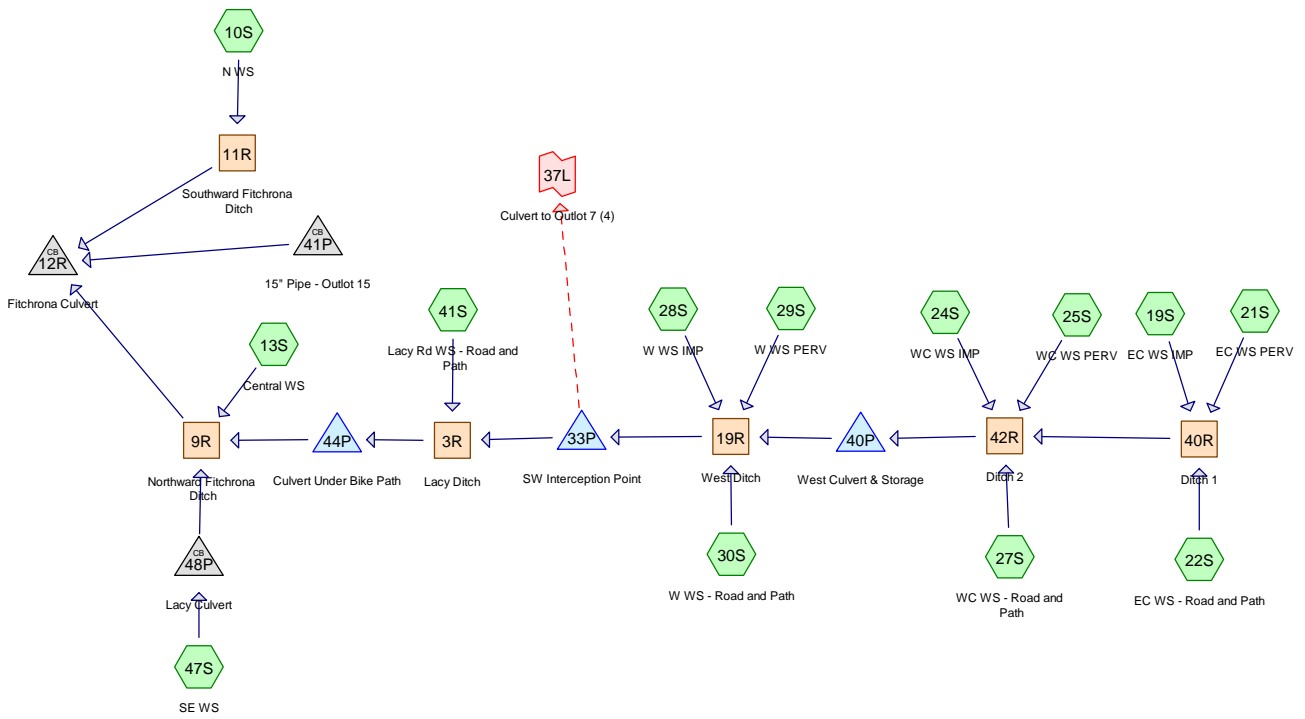 10S
N WS
11R
Southward Fitchrona
Ditch
37L
Culvert to Outlot 7 (4)
CB
12R
Fitchrona Culvert
CB
41P
15" Pipe - Outlot 15
13S
Central WS
41S
Lacy Rd WS - Road and
Path
28S
W WS IMP
29S
W WS PERV
24S
WC WS IMP
25S
WC WS PERV
19S
EC WS IMP
21S
EC WS PERV
9R
Northward Fitchrona
Ditch
44P
Culvert Under Bike Path
3R
Lacy Ditch
33P
SW Interception Point
19R
West Ditch
40P
West Culvert & Storage
42R
Ditch 2
40R
Ditch 1
CB
48P
Lacy Culvert
30S
W WS - Road and Path
27S
WC WS - Road and
Path
22S
EC WS - Road and Path
47S
SE WS